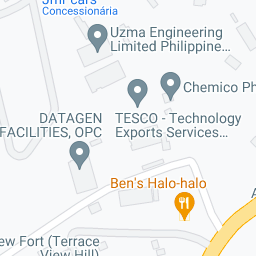 Concessionária
Uzma Engineering
Limited Philippine...
Chemico Ph
DATAGEN
FACILITIES, OPC
TESCO - Technology
Exports Services...
Ben's Halo-halo
ew Fort (Terrace
View Hill)